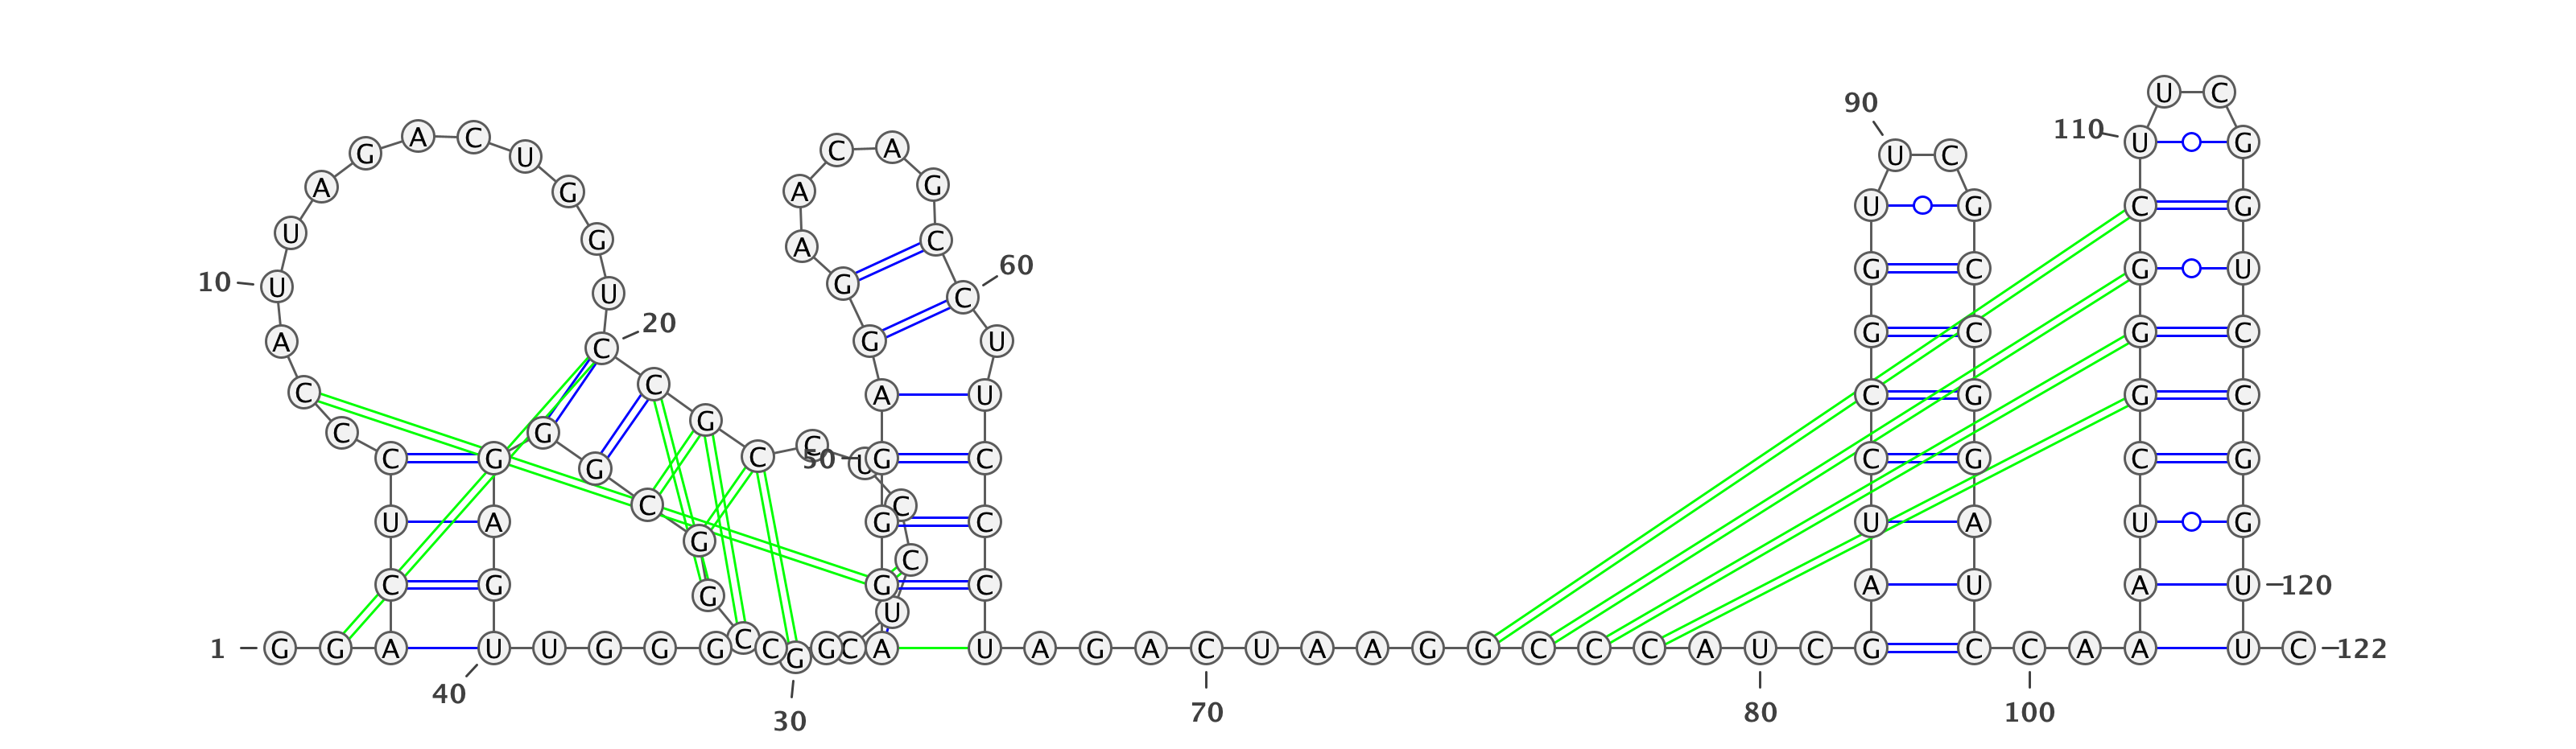 1
G G A C U C C C A U
10
U A G A C U G G U C
20
C G C C U C C U C G
30
C G G C G G G A G U
40
U G G G C G A G G G
50
A G G A A C A G C C
60
U U C C C U A G A C
70
U A A G G C C C A U
80
C G A U C C G G U U
90
C G C C G G A U C C
100
A A A U C G G G C U
110
U C G G U C C G G U
120
U C
122